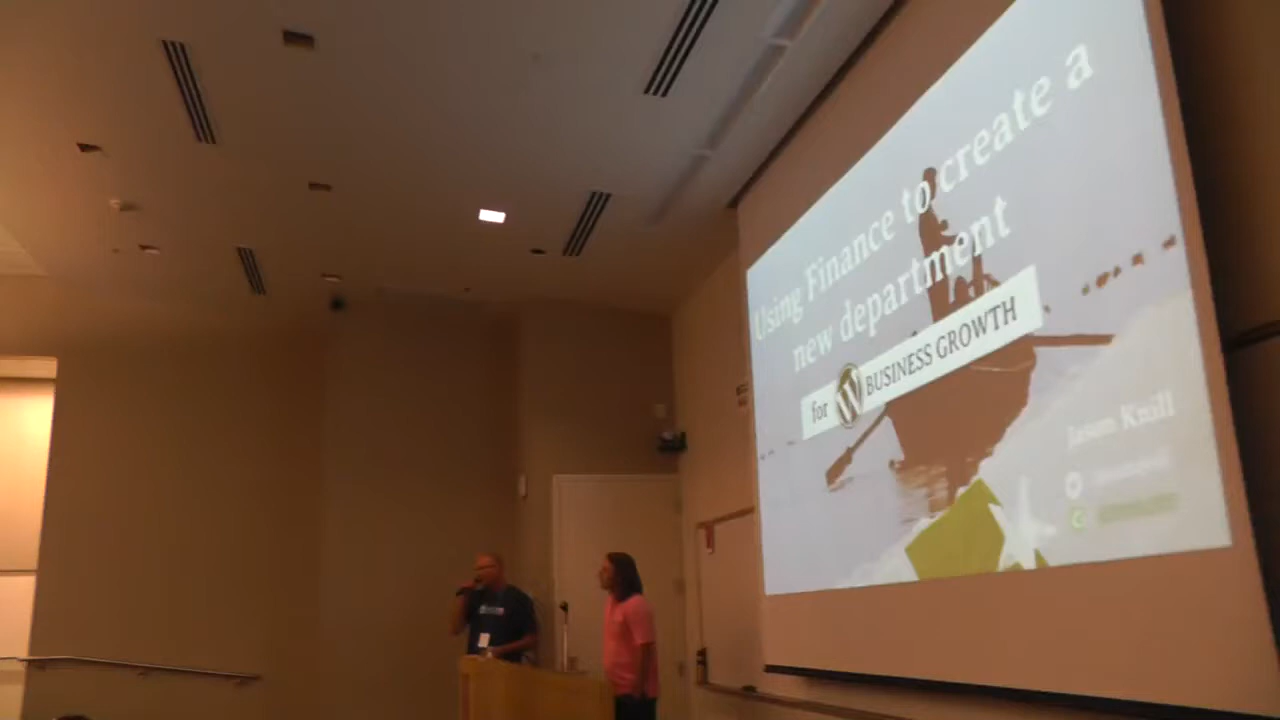 Using Finance to create a
new department
for BUSINESS GROWTH
Jason Knill